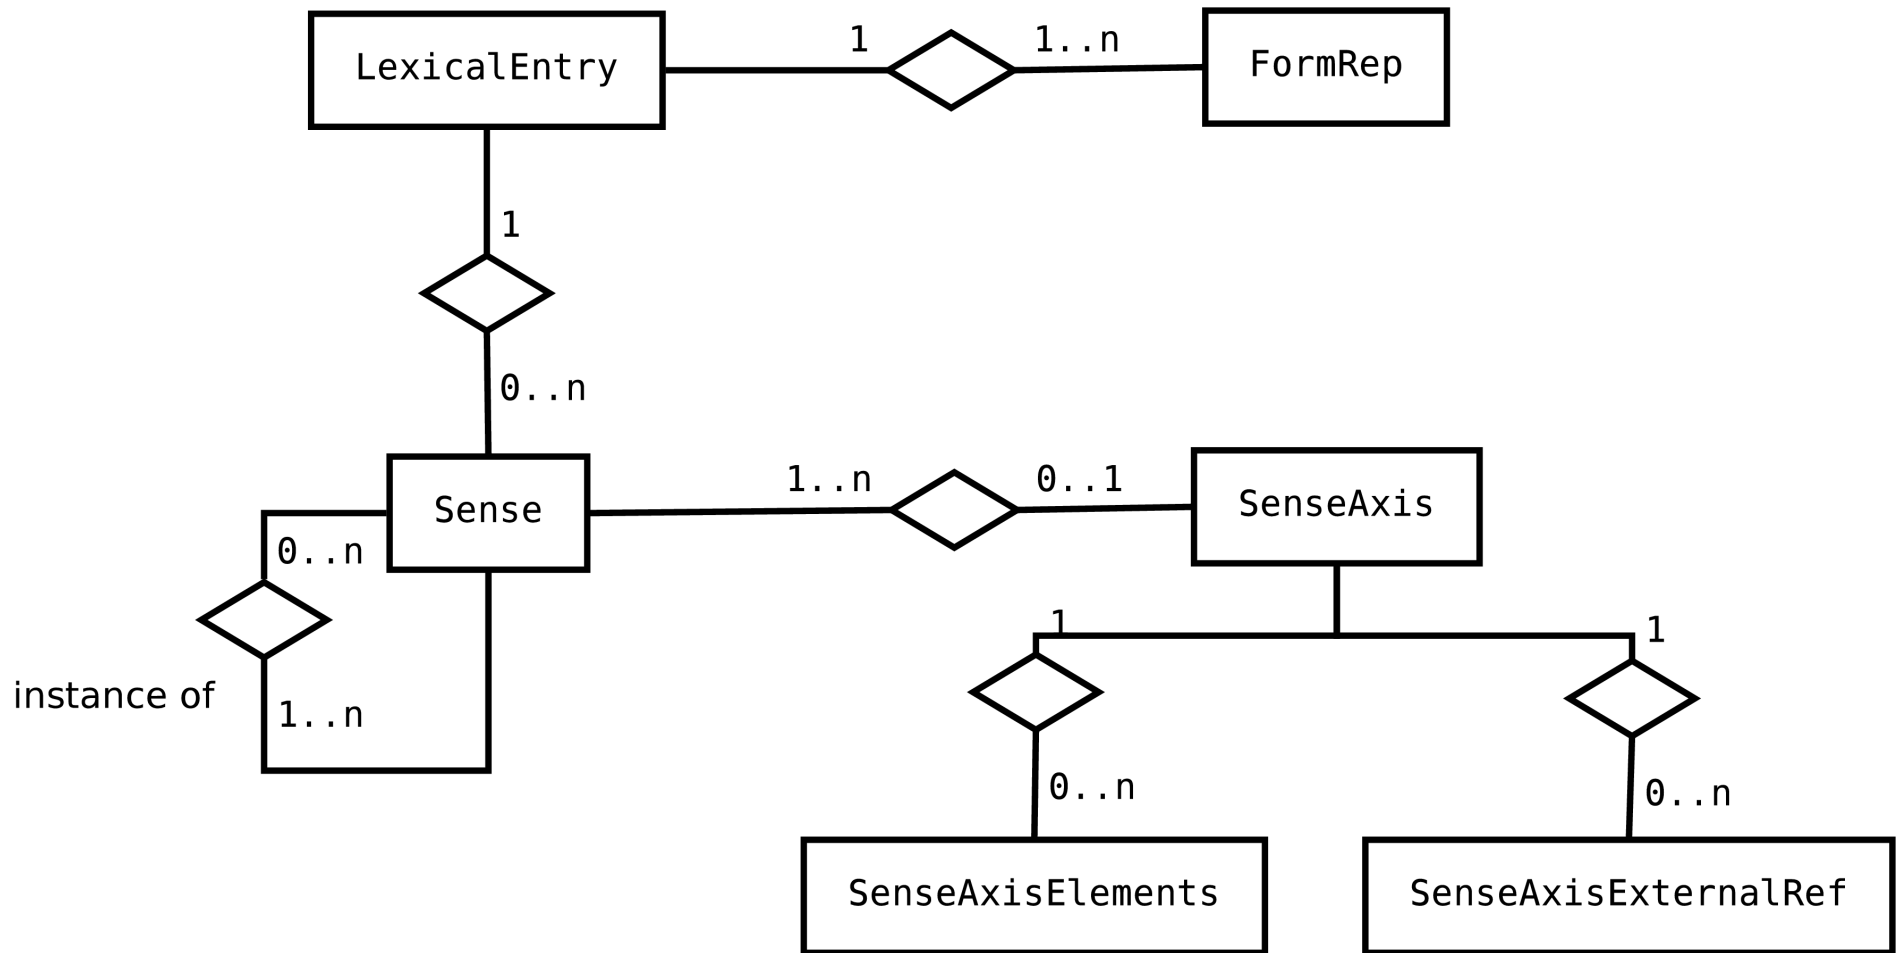 LexicalEntry
1
1..n
FormRep
1
0..n
Sense
1..n
0..1
SenseAxis
0..n
instance of
1..n
1
1
0..n
0..n
SenseAxisElements
SenseAxisExternalRef